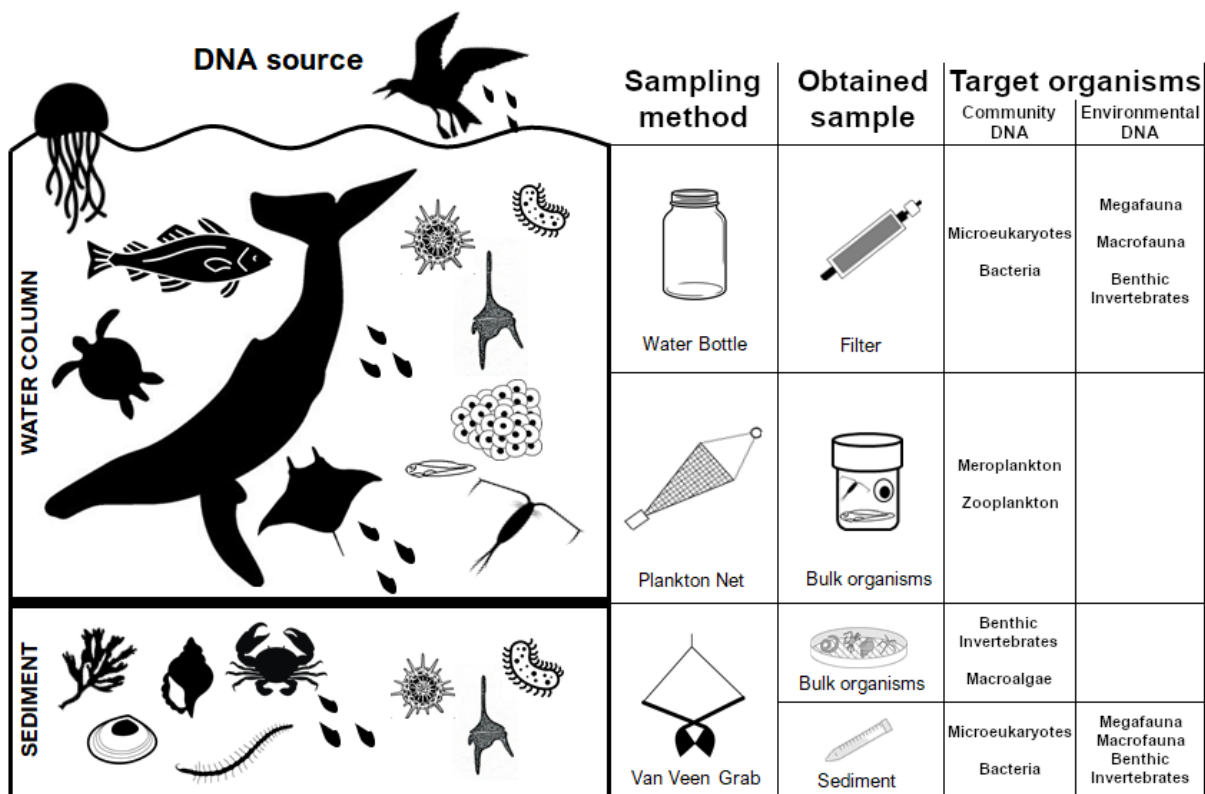 DNA source
Sampling
method
Obtained
sample
Target organisms
Community
DNA
Environmental
DNA
WATER COLUMN
Water Bottle
Filter
Microeukaryotes
Bacteria
Megafauna
Macrofauna
Benthic
Invertebrates
Plankton Net
Bulk organisms
Meroplankton
Zooplankton
SEDIMENT
Van Veen Grab
Bulk organisms
Benthic
Invertebrates
Macroalgae
Sediment
Microeukaryotes
Bacteria
Megafauna
Macrofauna
Benthic
Invertebrates